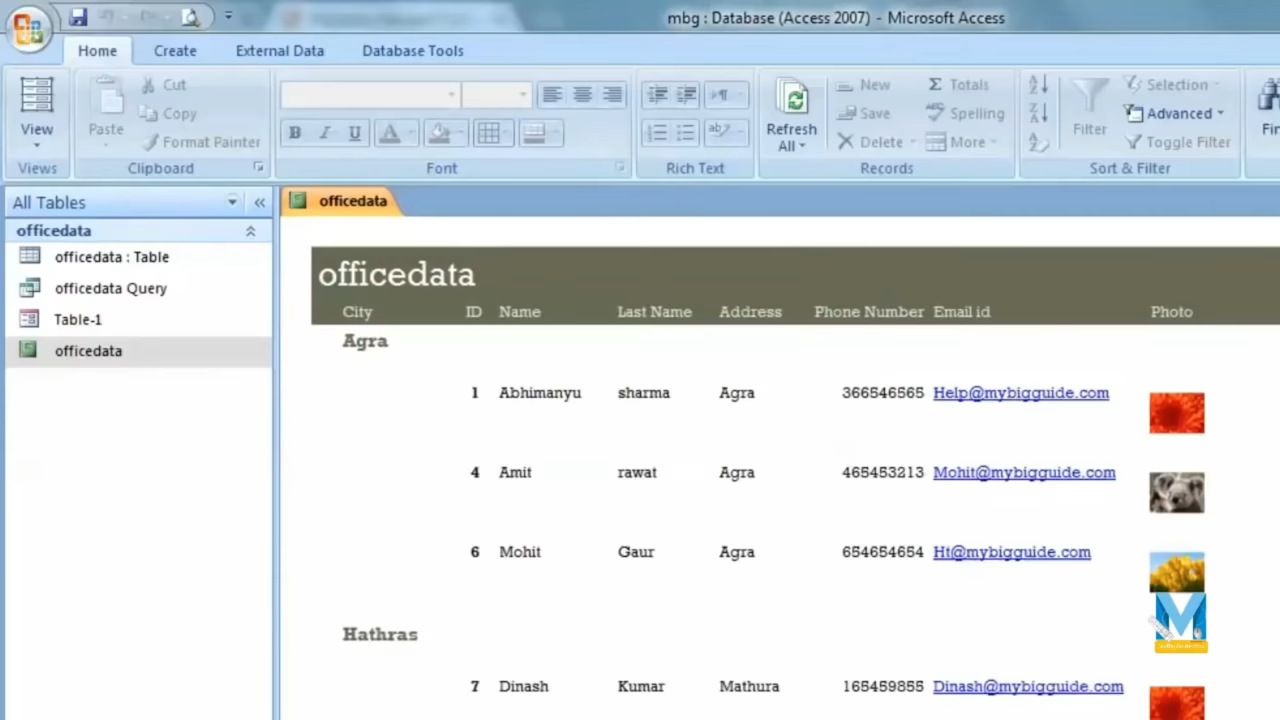 mbg : Database (Access 2007) - Microsoft Access
Home Create External Data Database Tools
View
Views
Paste
Cut
Copy
Format Painter
Clipboard
B I U A
Font
Rich Text
Refresh All
New
Save
Delete
Σ Totals
Spelling
More
Records
Filter
Selection
Advanced
Toggle Filter
Sort & Filter
All Tables
officedata
officedata : Table
officedata Query
Table-1
officedata
officedata
officedata
City ID Name Last Name Address Phone Number Email id Photo
Agra
1 Abhimanyu sharma Agra 366546565 Help@mybigguide.com
4 Amit rawat Agra 465453213 Mohit@mybigguide.com
6 Mohit Gaur Agra 654654654 Ht@mybigguide.com
Hathras
7 Dinash Kumar Mathura 165459855 Dinash@mybigguide.com